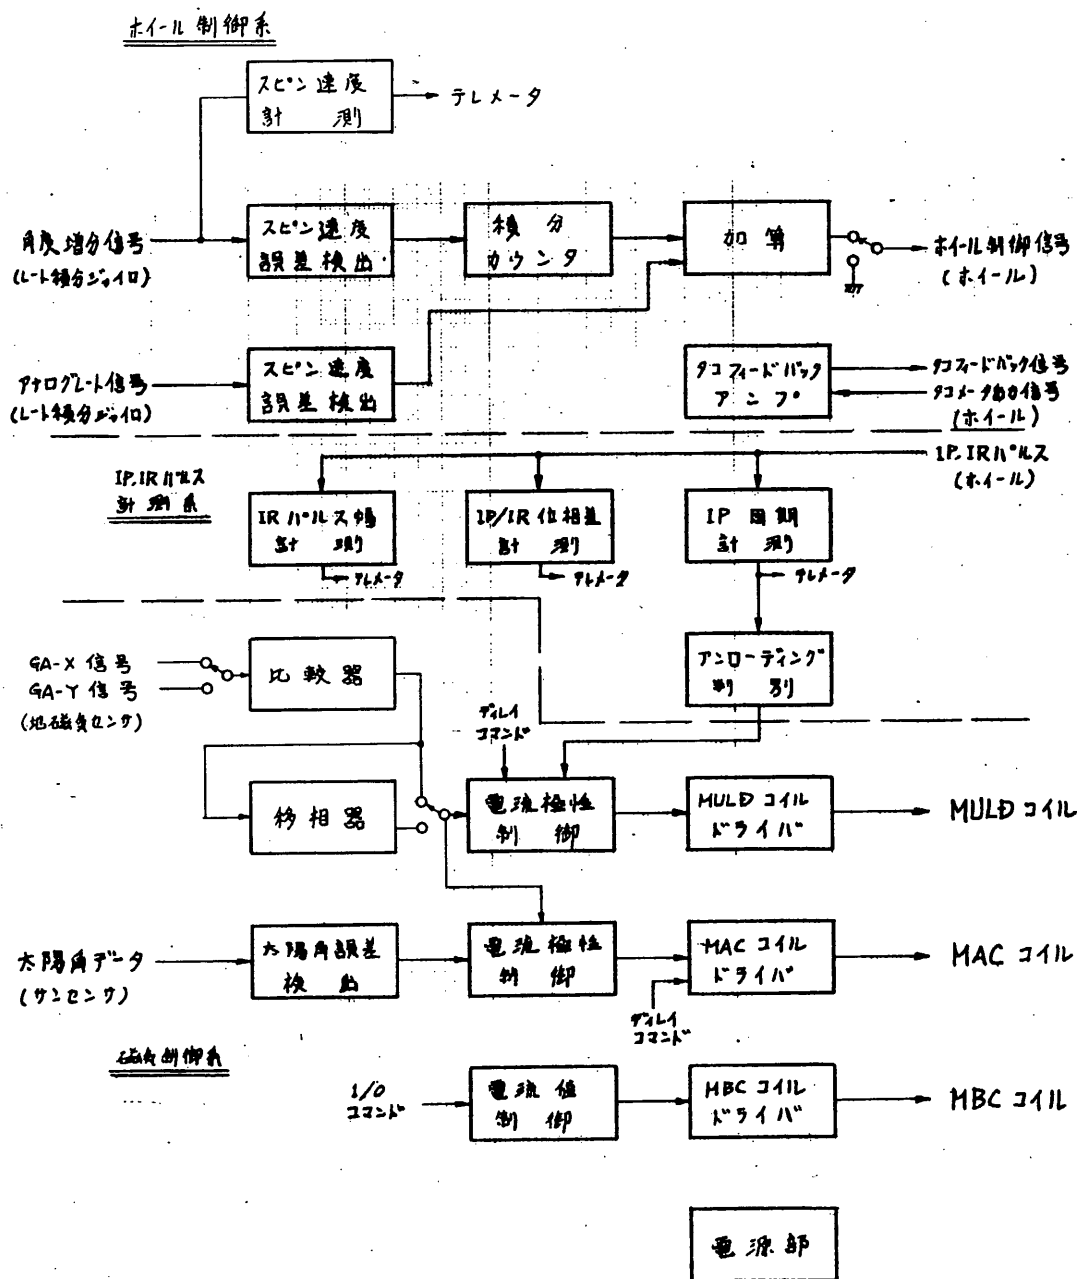 ホイール制御系
スピン速度
計測
テレメータ
角度増分信号
(レート積分ジャイロ)
スピン速度
誤差検出
積分
カウンタ
加算
ホイール制御信号
(ホイール)
アナログレート信号
(レート積分ジャイロ)
スピン速度
誤差検出
タコフィードバック
アンプ
タコフィードバック信号
タコメータ出力信号
(ホイール)
IP.IRパルス
(ホイール)
IP.IRパルス
計測系
IRパルス幅
計測
IP/IR位相差
計測
IP周期
計測
テレメータ
テレメータ
テレメータ
GA-X信号
GA-Y信号
(地磁気センサ)
比較器
アンローディング
判別
ディレイ
コマンド
移相器
電流極性
制御
MULDコイル
ドライバ
MULDコイル
太陽角データ
(サンセンサ)
太陽角誤差
検出
電流極性
制御
MACコイル
ドライバ
MACコイル
ディレイ
コマンド
磁気制御系
I/O
コマンド
電流値
制御
MBCコイル
ドライバ
MBCコイル
電源部